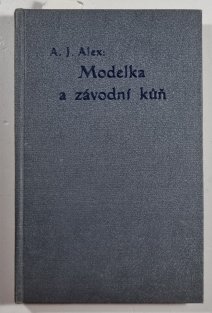 A. J. Alex:
Modelka
a závodní kůň